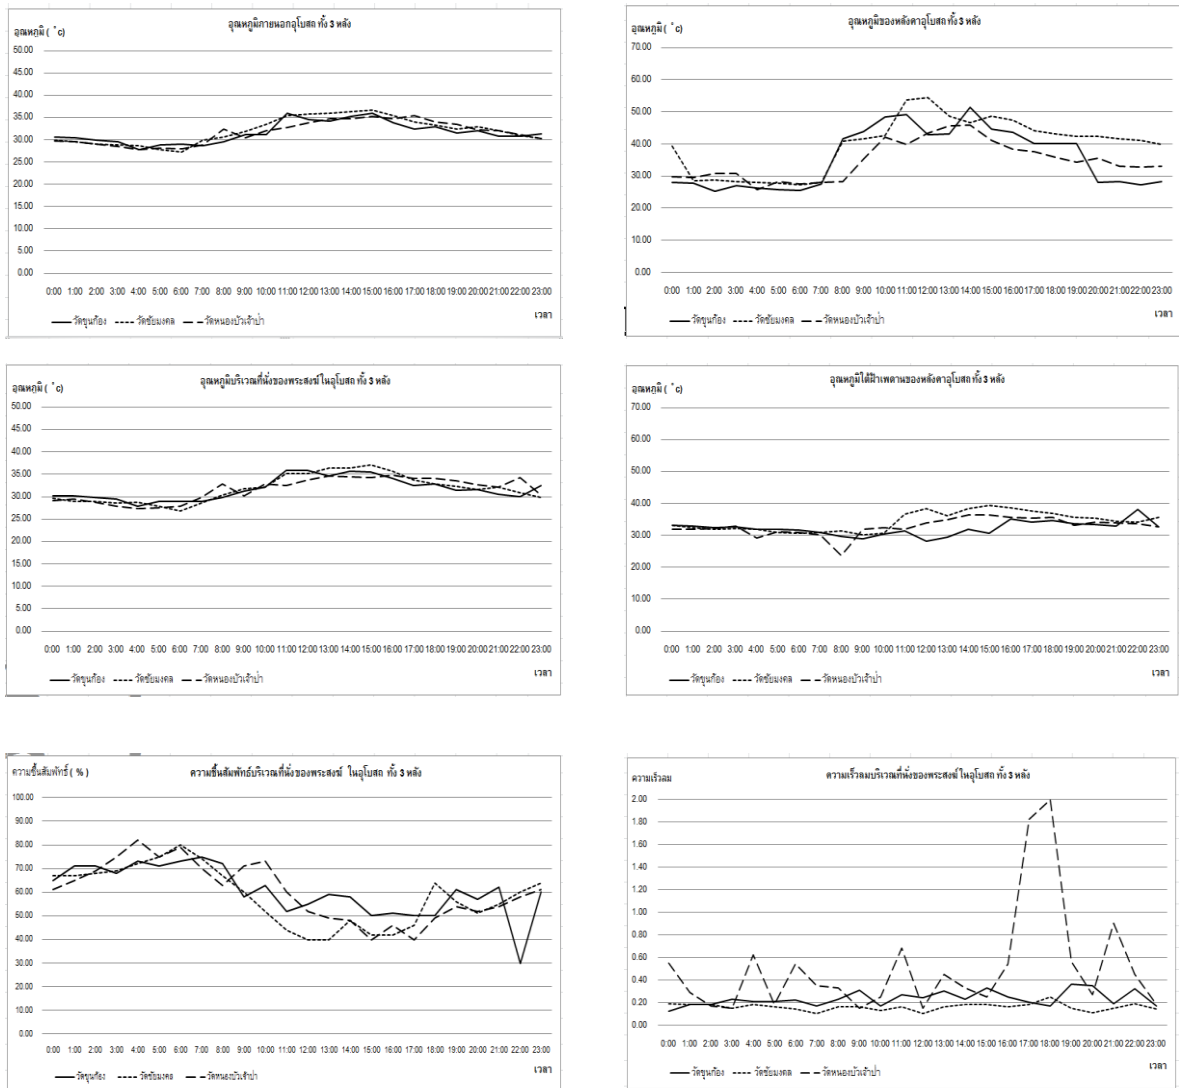 อุณหภูมิภายนอกอุโบสถ ทั้ง 3 หลัง
อุณหภูมิ ( ˚c)
50.00
45.00
40.00
35.00
30.00
25.00
20.00
15.00
10.00
5.00
0.00
0:00 1:00 2:00 3:00 4:00 5:00 6:00 7:00 8:00 9:00 10:00 11:00 12:00 13:00 14:00 15:00 16:00 17:00 18:00 19:00 20:00 21:00 22:00 23:00
เวลา
วัดขุนก้อง วัดชัยมงคล วัดหนองบัวเจ้าป่า
อุณหภูมิของหลังคาอุโบสถ ทั้ง 3 หลัง
อุณหภูมิ ( ˚c)
70.00
60.00
50.00
40.00
30.00
20.00
10.00
0.00
0:00 1:00 2:00 3:00 4:00 5:00 6:00 7:00 8:00 9:00 10:00 11:00 12:00 13:00 14:00 15:00 16:00 17:00 18:00 19:00 20:00 21:00 22:00 23:00
เวลา
วัดขุนก้อง วัดชัยมงคล วัดหนองบัวเจ้าป่า
อุณหภูมิบริเวณที่นั่งของพระสงฆ์ ในอุโบสถ ทั้ง 3 หลัง
อุณหภูมิ ( ˚c)
50.00
45.00
40.00
35.00
30.00
25.00
20.00
15.00
10.00
5.00
0.00
0:00 1:00 2:00 3:00 4:00 5:00 6:00 7:00 8:00 9:00 10:00 11:00 12:00 13:00 14:00 15:00 16:00 17:00 18:00 19:00 20:00 21:00 22:00 23:00
เวลา
วัดขุนก้อง วัดชัยมงคล วัดหนองบัวเจ้าป่า
อุณหภูมิใต้ฝ้าเพดานของหลังคาอุโบสถ ทั้ง 3 หลัง
อุณหภูมิ ( ˚c)
70.00
60.00
50.00
40.00
30.00
20.00
10.00
0.00
0:00 1:00 2:00 3:00 4:00 5:00 6:00 7:00 8:00 9:00 10:00 11:00 12:00 13:00 14:00 15:00 16:00 17:00 18:00 19:00 20:00 21:00 22:00 23:00
เวลา
วัดขุนก้อง วัดชัยมงคล วัดหนองบัวเจ้าป่า
ความชื้นสัมพัทธ์ ( % )
ความชื้นสัมพัทธ์บริเวณที่นั่งของพระสงฆ์ ในอุโบสถ ทั้ง 3 หลัง
100.00
90.00
80.00
70.00
60.00
50.00
40.00
30.00
20.00
10.00
0.00
0:00 1:00 2:00 3:00 4:00 5:00 6:00 7:00 8:00 9:00 10:00 11:00 12:00 13:00 14:00 15:00 16:00 17:00 18:00 19:00 20:00 21:00 22:00 23:00
เวลา
วัดขุนก้อง วัดชัยมงคล วัดหนองบัวเจ้าป่า
ความเร็วลม
ความเร็วลมบริเวณที่นั่งของพระสงฆ์ ในอุโบสถ ทั้ง 3 หลัง
2.00
1.80
1.60
1.40
1.20
1.00
0.80
0.60
0.40
0.20
0.00
0:00 1:00 2:00 3:00 4:00 5:00 6:00 7:00 8:00 9:00 10:00 11:00 12:00 13:00 14:00 15:00 16:00 17:00 18:00 19:00 20:00 21:00 22:00 23:00
เวลา
วัดขุนก้อง วัดชัยมงคล วัดหนองบัวเจ้าป่า